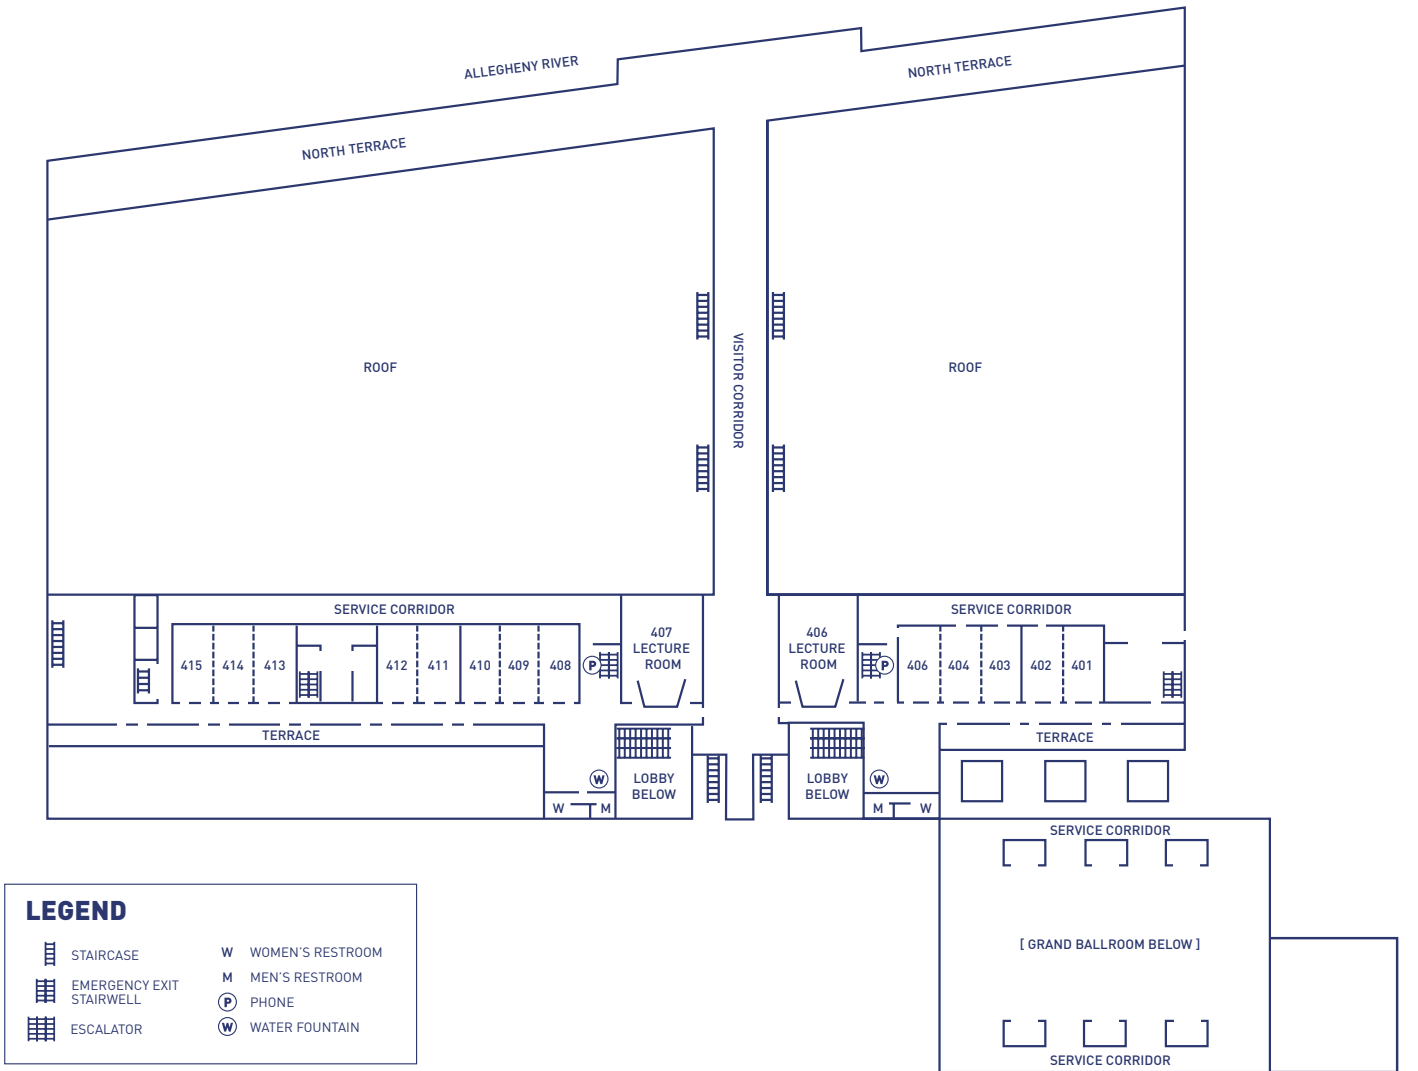 ALLEGHENY RIVER
NORTH TERRACE
NORTH TERRACE
ROOF
VISITOR CORRIDOR
ROOF
SERVICE CORRIDOR
SERVICE CORRIDOR
407
LECTURE
ROOM
406
LECTURE
ROOM
415
414
413
412
411
410
409
408
P
P
406
404
403
402
401
TERRACE
TERRACE
W
LOBBY
BELOW
LOBBY
BELOW
W
W
M
M
W
SERVICE CORRIDOR
[ GRAND BALLROOM BELOW ]
SERVICE CORRIDOR
LEGEND
STAIRCASE
EMERGENCY EXIT
STAIRWELL
ESCALATOR
W WOMEN'S RESTROOM
M MEN'S RESTROOM
P PHONE
W WATER FOUNTAIN